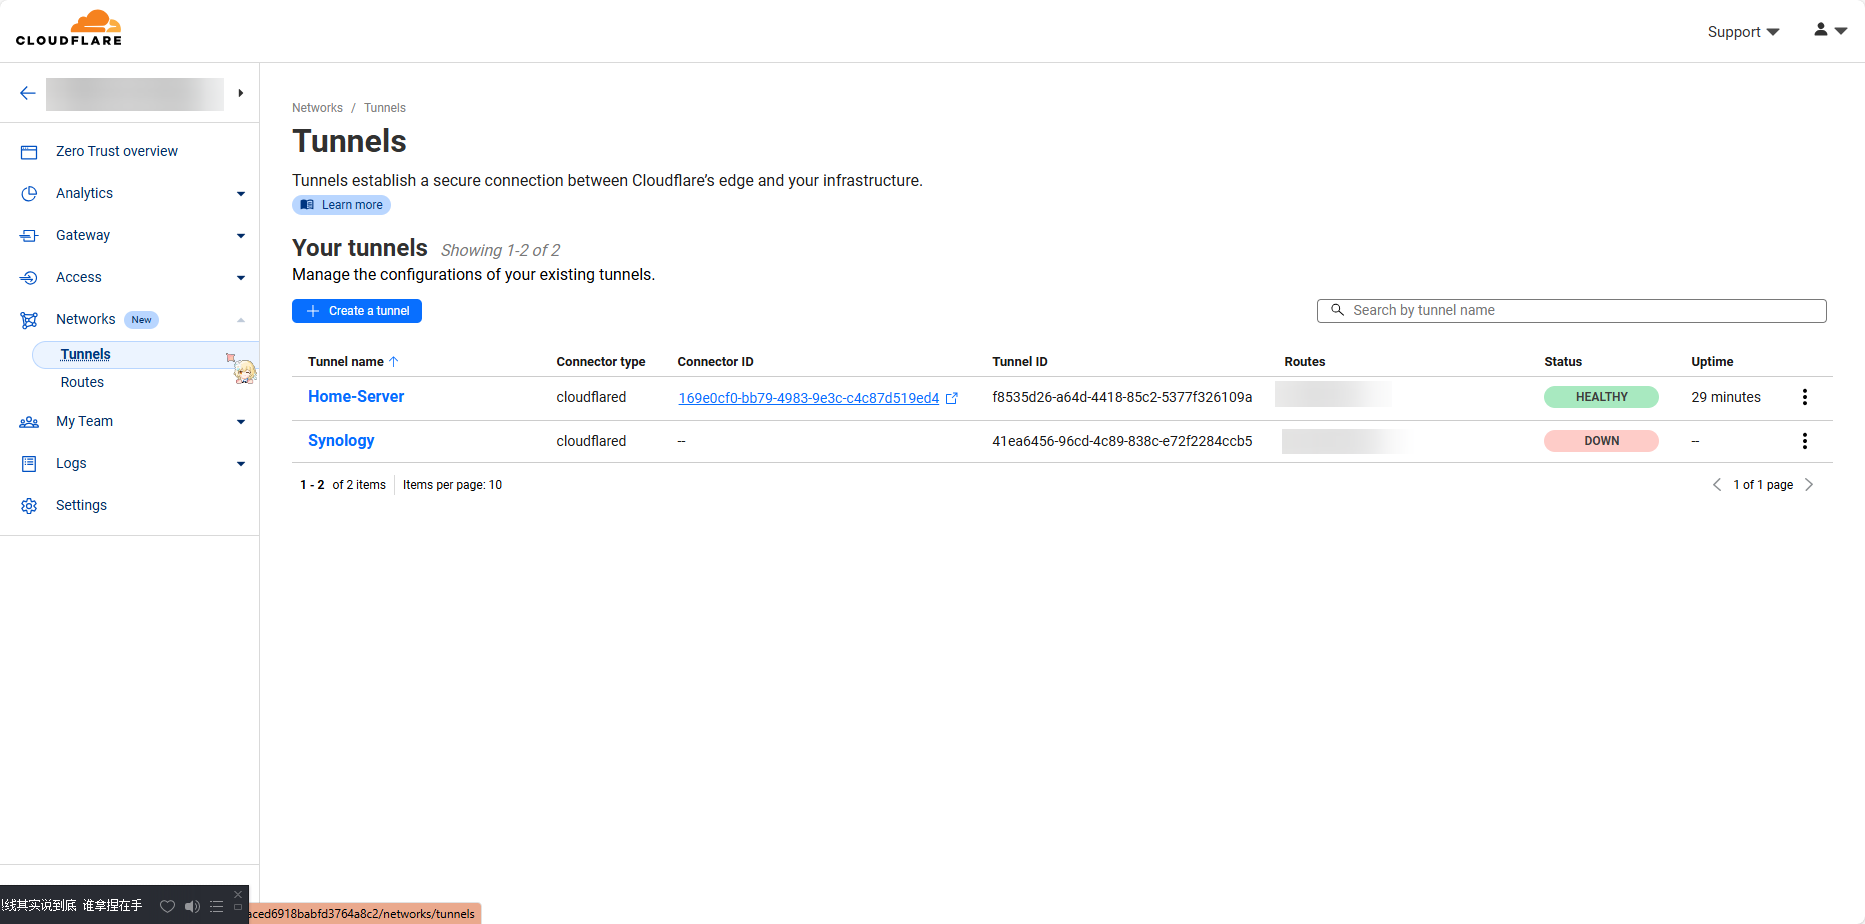 CLOUDFLARE
Support
Zero Trust overview
Analytics
Gateway
Access
Networks New
Tunnels
Routes
My Team
Logs
Settings
Networks / Tunnels
Tunnels
Tunnels establish a secure connection between Cloudflare’s edge and your infrastructure.
Learn more
Your tunnels Showing 1-2 of 2
Manage the configurations of your existing tunnels.
+ Create a tunnel
Search by tunnel name
Tunnel name ↑ Connector type Connector ID Tunnel ID Routes Status Uptime
Home-Server cloudflared 169e0cf0-bb79-4983-9e3c-c4c87d519ed4 f8535d26-a64d-4418-85c2-5377f326109a HEALTHY 29 minutes
Synology cloudflared -- 41ea6456-96cd-4c89-838c-e72f2284ccb5 DOWN --
1 - 2 of 2 items Items per page: 10
1 of 1 page
线其实说到底 谁拿捏在手
aced6918babfd3764a8c2/networks/tunnels